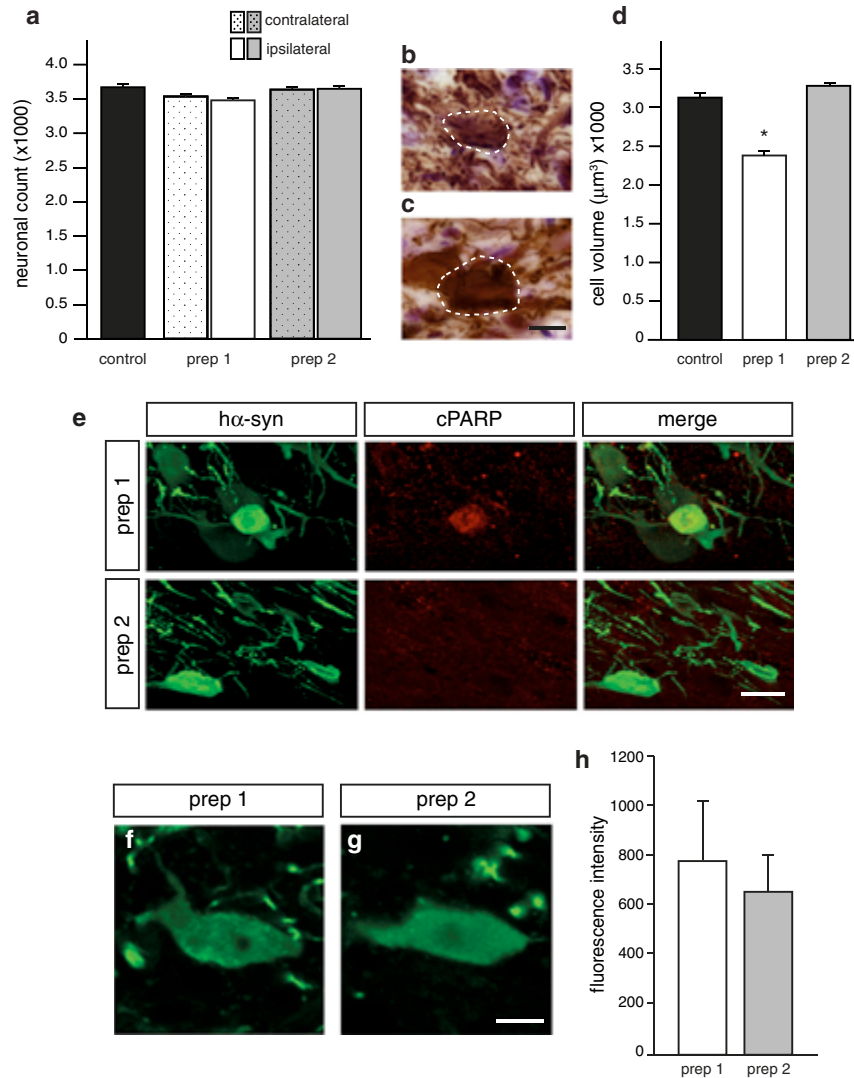 a
contralateral
ipsilateral
neuronal count (x1000)
4.0
3.5
3.0
2.5
2.0
1.5
1.0
0.5
0
control
prep 1
prep 2
b
c
d
cell volume (µm³) x1000
3.5
3.0
2.5
2.0
1.5
1.0
0.5
0
*
control
prep 1
prep 2
e
hα-syn
cPARP
merge
prep 1
prep 2
prep 1
prep 2
f
g
h
fluorescence intensity
1200
1000
800
600
400
200
0
prep 1
prep 2